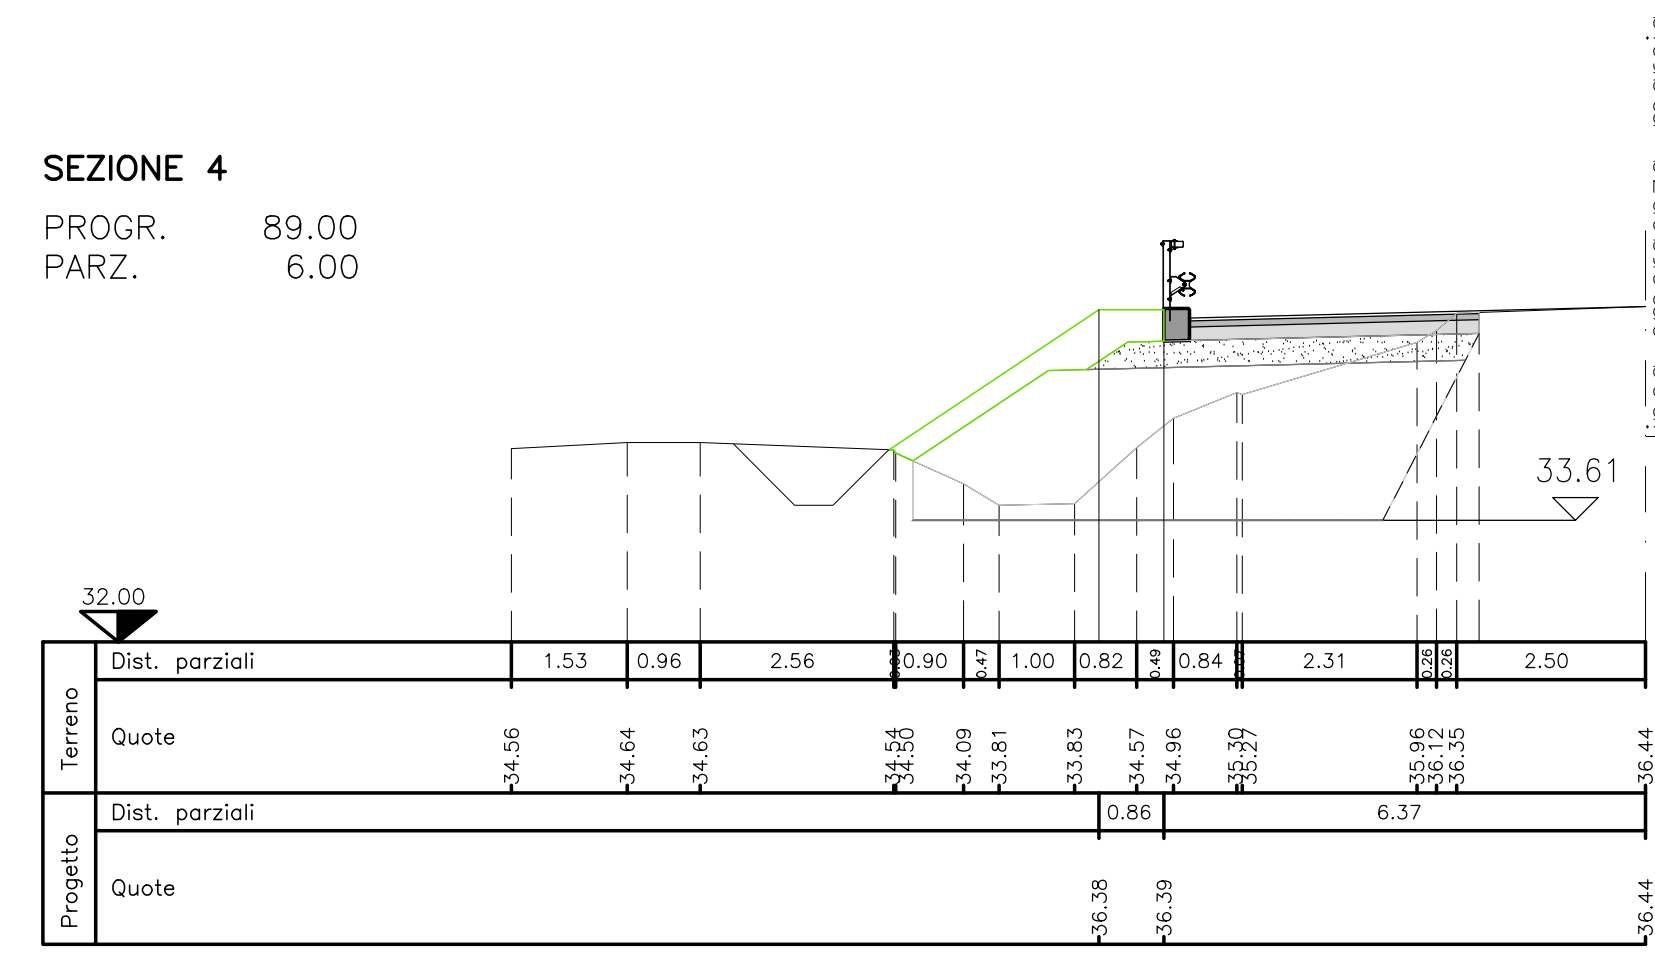 SEZIONE 4
PROGR. 89.00
PARZ. 6.00
33.61
32.00
Terreno
Dist. parziali 1.53 0.96 2.56 0.90 0.47 1.00 0.82 0.49 0.84 2.31 0.26 0.26 2.50
Quote 34.56 34.64 34.63 34.54 34.50 34.09 33.81 33.83 34.57 34.96 35.30 35.27 35.96 36.12 36.35 36.44
Progetto
Dist. parziali 0.86 6.37
Quote 36.38 36.39 36.44